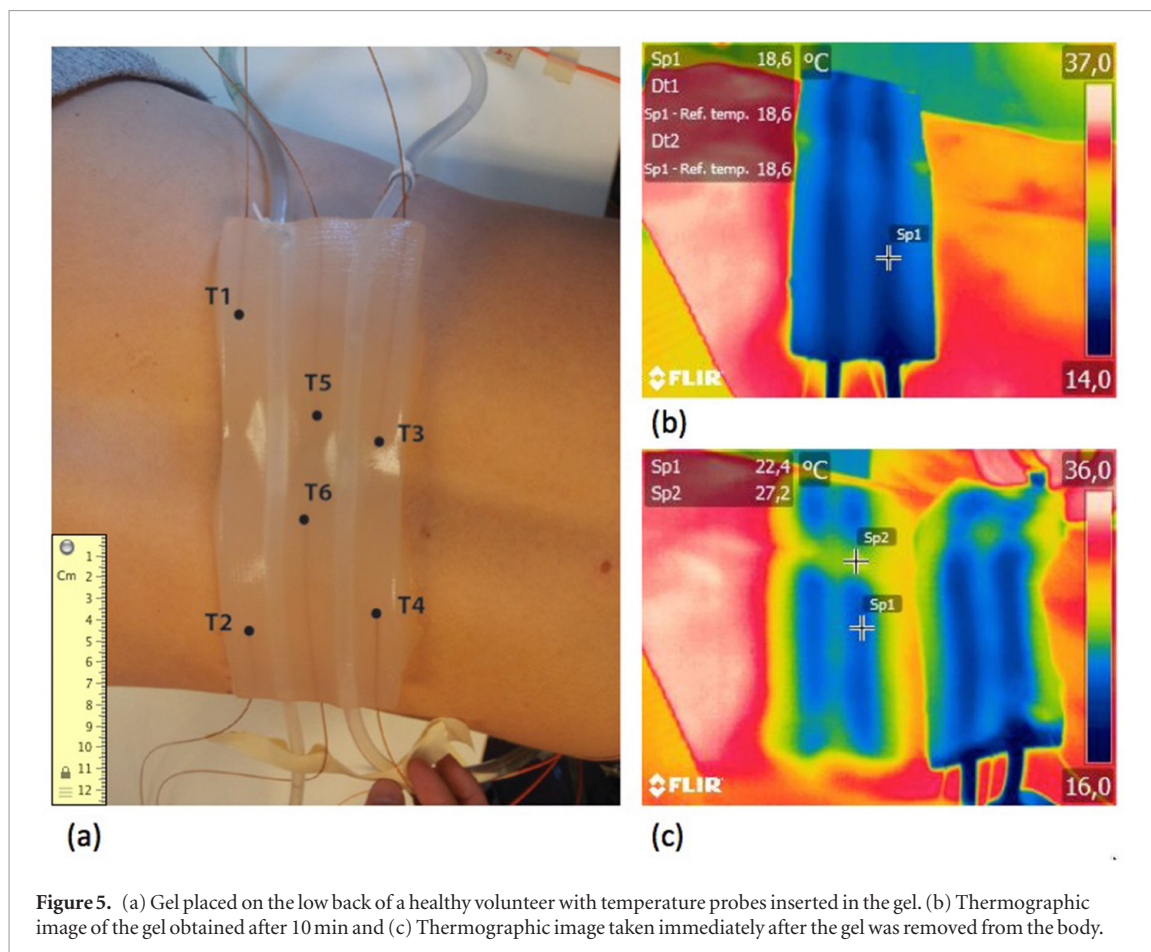 T1
T5
T3
T6
T2
T4
Cm
1
2
3
4
5
6
7
8
9
10
11
12
(a)
Sp1 18,6 °C
Dt1
Sp1 - Ref. temp. 18,6
Dt2
Sp1 - Ref. temp. 18,6
37,0
Sp1
FLIR
14,0
(b)
Sp1 22,4 °C
Sp2 27,2
36,0
Sp2
Sp1
FLIR
16,0
(c)
Figure 5. (a) Gel placed on the low back of a healthy volunteer with temperature probes inserted in the gel. (b) Thermographic
image of the gel obtained after 10 min and (c) Thermographic image taken immediately after the gel was removed from the body.